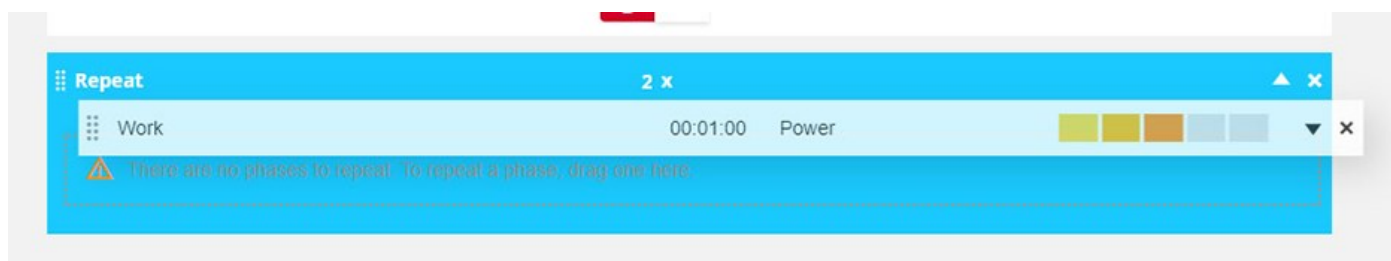 Repeat 2 x
Work 00:01:00 Power
There are no phases to repeat. To repeat a phase, drag one here.